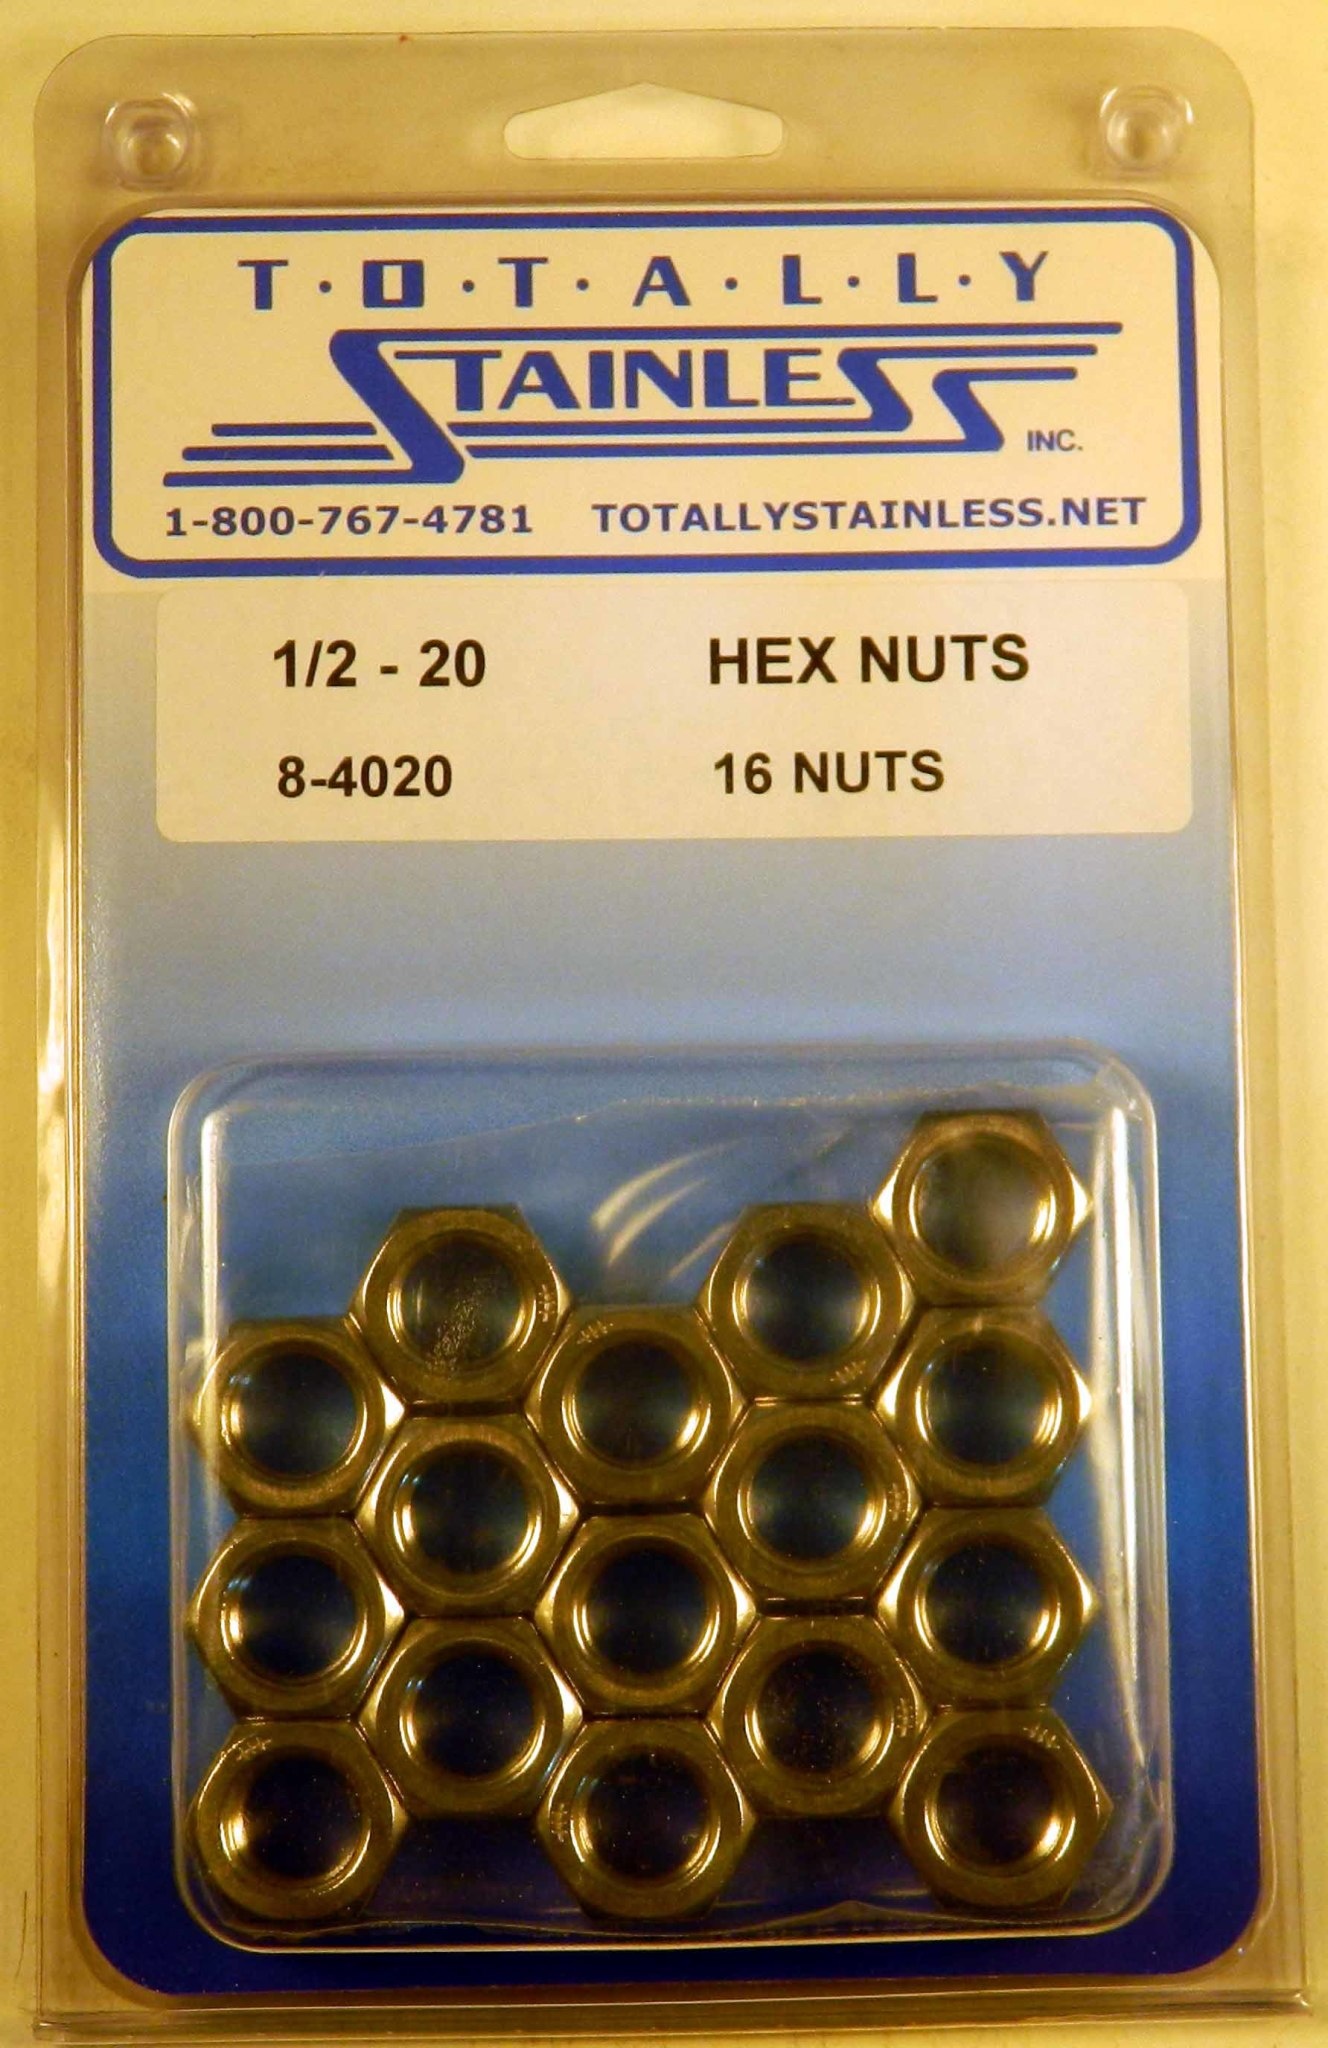 T·O·T·A·L·L·Y
STAINLESS
INC.
1-800-767-4781 TOTALLYSTAINLESS.NET
1/2 - 20 HEX NUTS
8-4020 16 NUTS